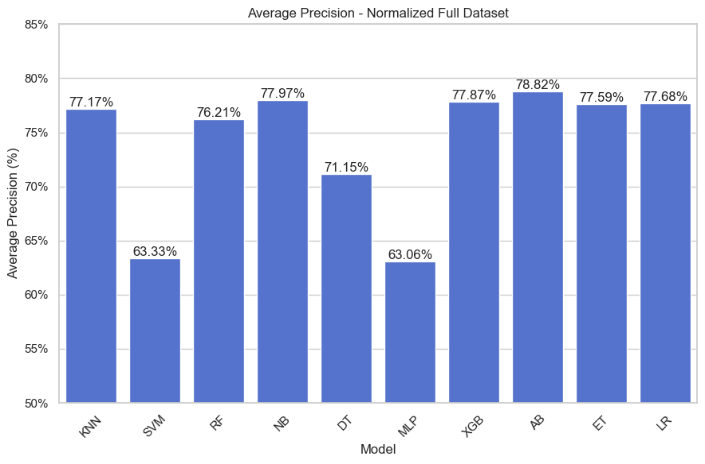 Average Precision - Normalized Full Dataset
85%
80%
75%
70%
65%
60%
55%
50%
Average Precision (%)
77.17%
63.33%
76.21%
77.97%
71.15%
63.06%
77.87%
78.82%
77.59%
77.68%
KNN
SVM
RF
NB
DT
MLP
XGB
AB
ET
LR
Model